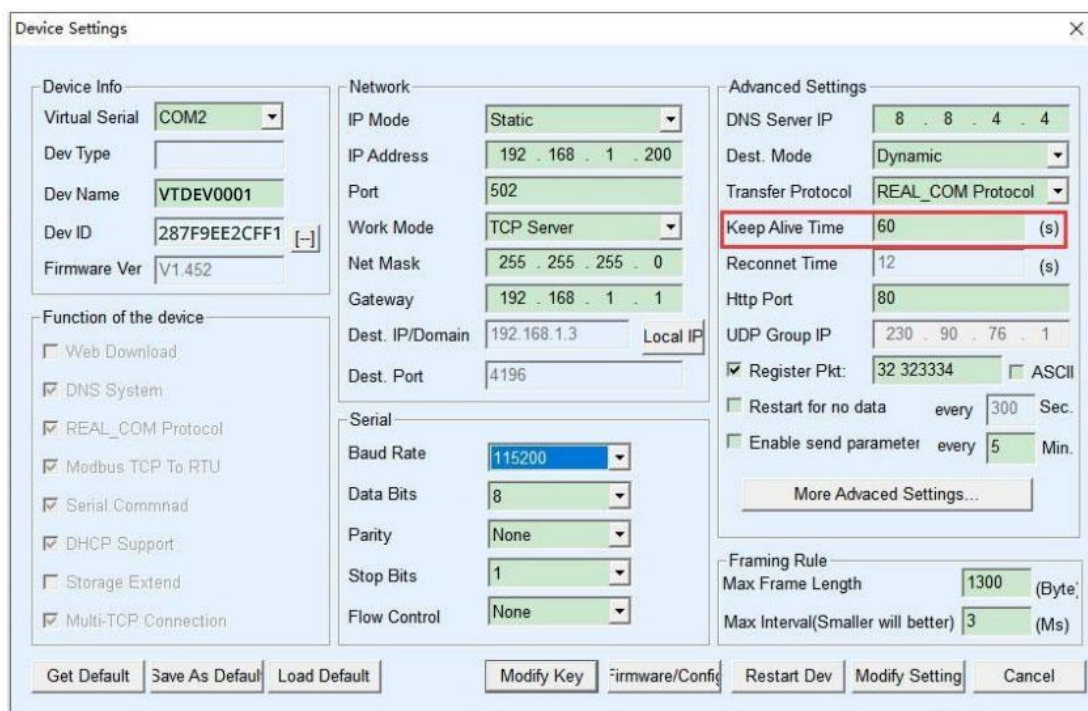 Device Settings
Device Info
Virtual Serial COM2
Dev Type
Dev Name VTDEV0001
Dev ID 287F9EE2CFF1 [--]
Firmware Ver V1.452
Function of the device
Web Download
DNS System
REAL_COM Protocol
Modbus TCP To RTU
Serial Commnad
DHCP Support
Storage Extend
Multi-TCP Connection
Network
IP Mode Static
IP Address 192 . 168 . 1 . 200
Port 502
Work Mode TCP Server
Net Mask 255 . 255 . 255 . 0
Gateway 192 . 168 . 1 . 1
Dest. IP/Domain 192.168.1.3 Local IP
Dest. Port 4196
Serial
Baud Rate 115200
Data Bits 8
Parity None
Stop Bits 1
Flow Control None
Advanced Settings
DNS Server IP 8 . 8 . 4 . 4
Dest. Mode Dynamic
Transfer Protocol REAL_COM Protocol
Keep Alive Time 60 (s)
Reconnet Time 12 (s)
Http Port 80
UDP Group IP 230 . 90 . 76 . 1
Register Pkt: 32 323334 ASCII
Restart for no data every 300 Sec.
Enable send parameter every 5 Min.
More Advaced Settings...
Framing Rule
Max Frame Length 1300 (Byte)
Max Interval(Smaller will better) 3 (Ms)
Get Default Save As Defaul Load Default Modify Key Firmware/Config Restart Dev Modify Setting Cancel